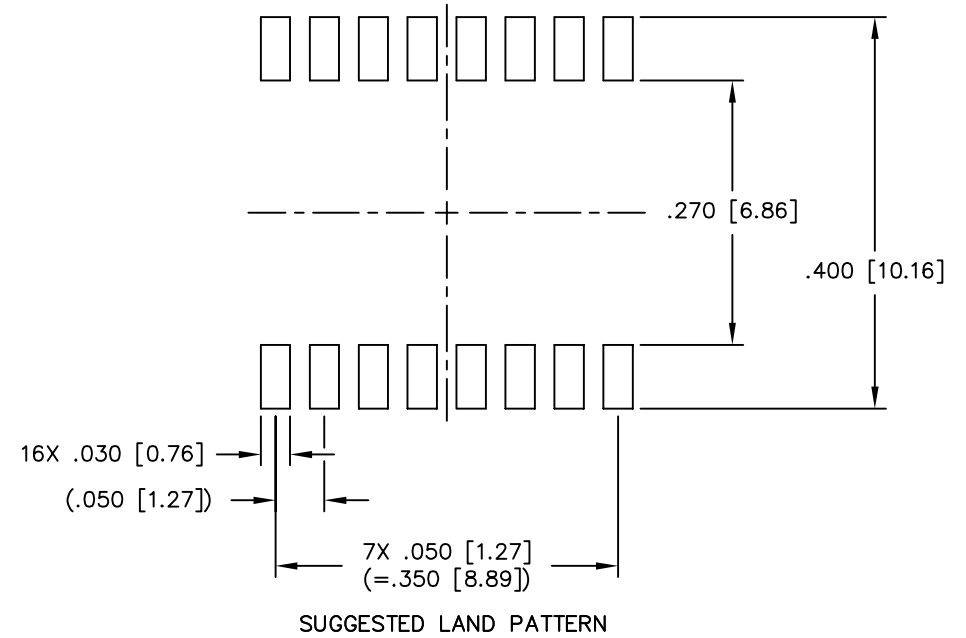 .270 [6.86]
.400 [10.16]
16X .030 [0.76]
(.050 [1.27])
7X .050 [1.27]
(=.350 [8.89])
SUGGESTED LAND PATTERN